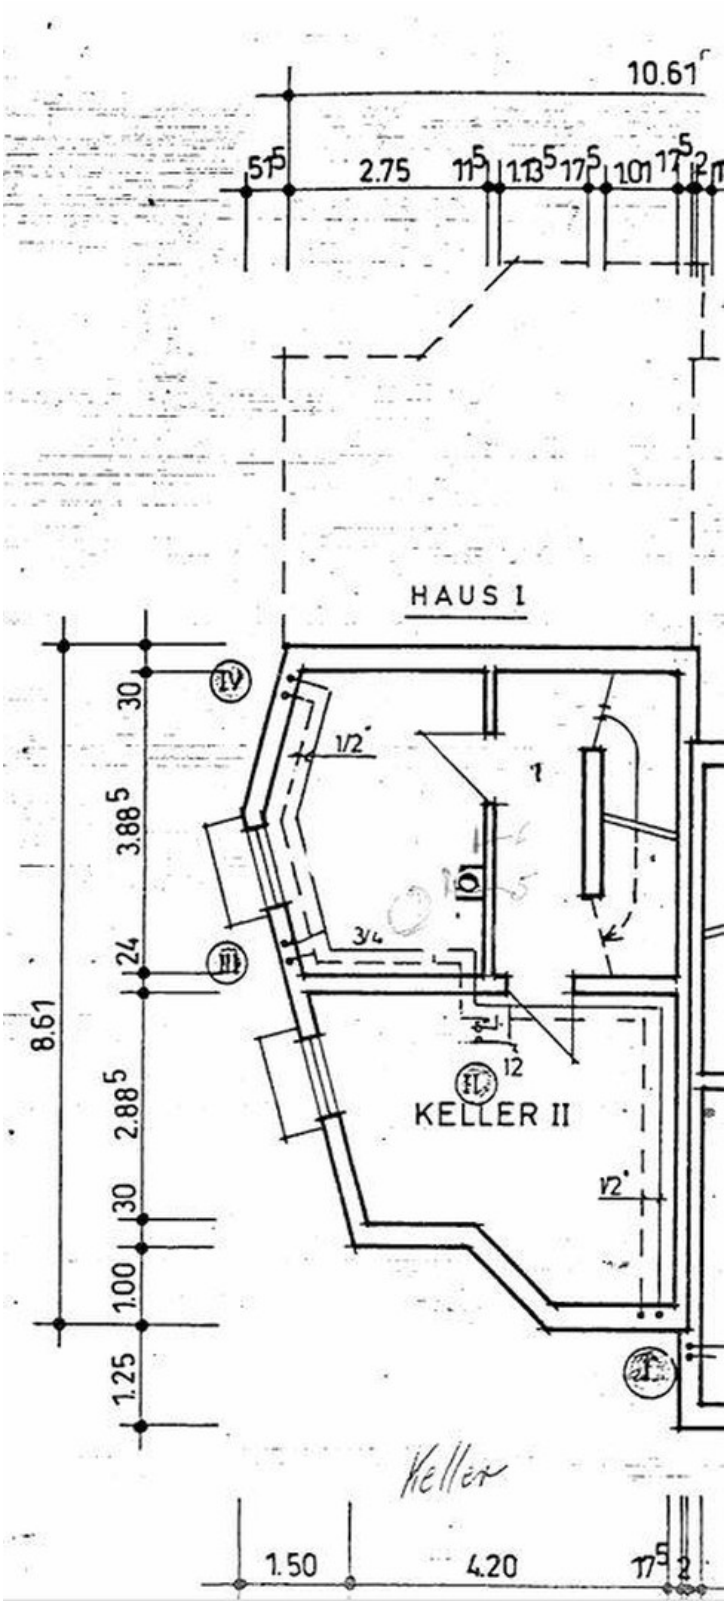 10.61
51⁵ 2.75 11⁵ 1.13⁵ 17⁵ 1.01 17⁵ 2
HAUS I
IV
30
1/2"
3.88⁵
3/4
24
III
8.61
12
II
2.88⁵
KELLER II
1/2"
30
1.00
I
1.25
Keller
1.50 4.20 17⁵ 2